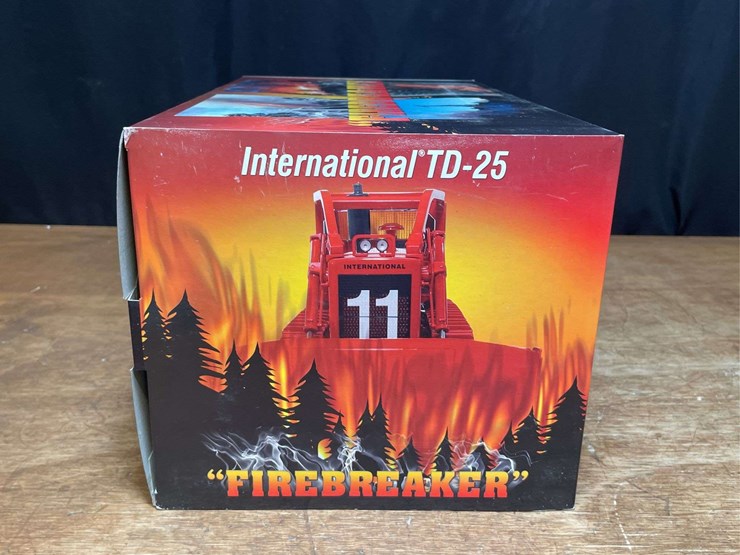 International® TD-25
INTERNATIONAL
11
“FIREBREAKER”